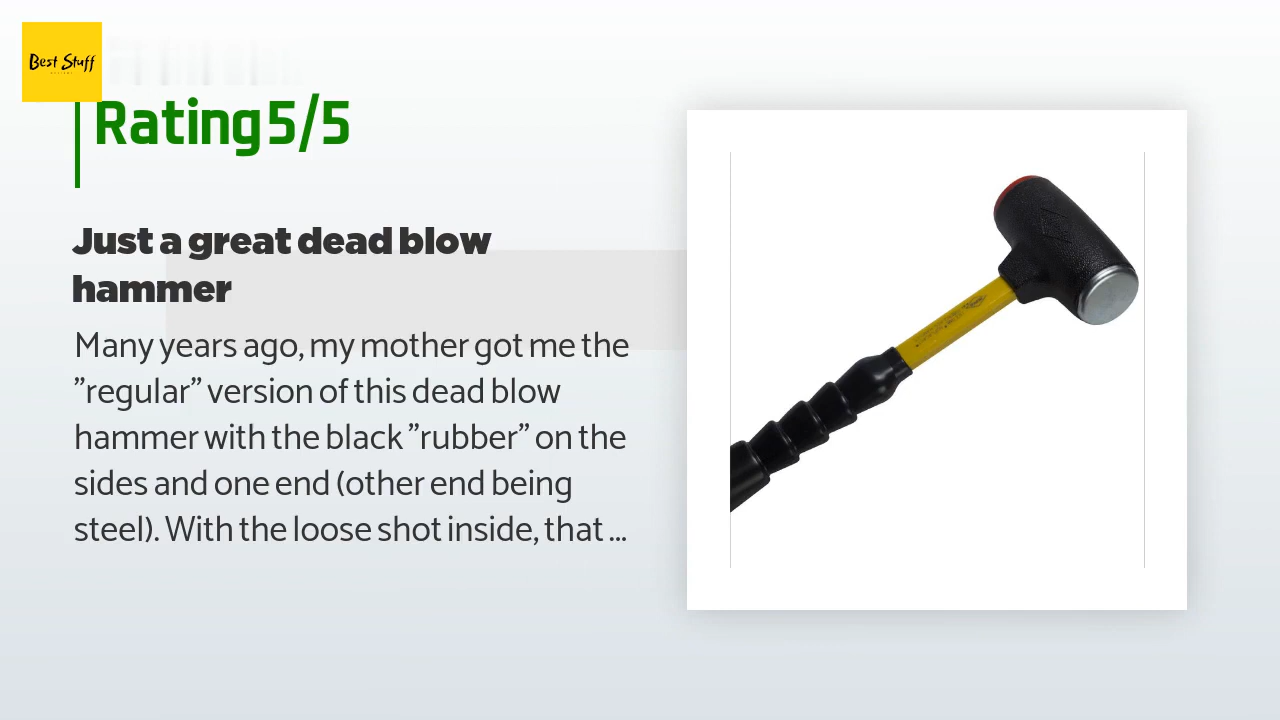 Best Stuff
Rating 5/5
Just a great dead blow
hammer
Many years ago, my mother got me the
”regular” version of this dead blow
hammer with the black ”rubber” on the
sides and one end (other end being
steel). With the loose shot inside, that ...